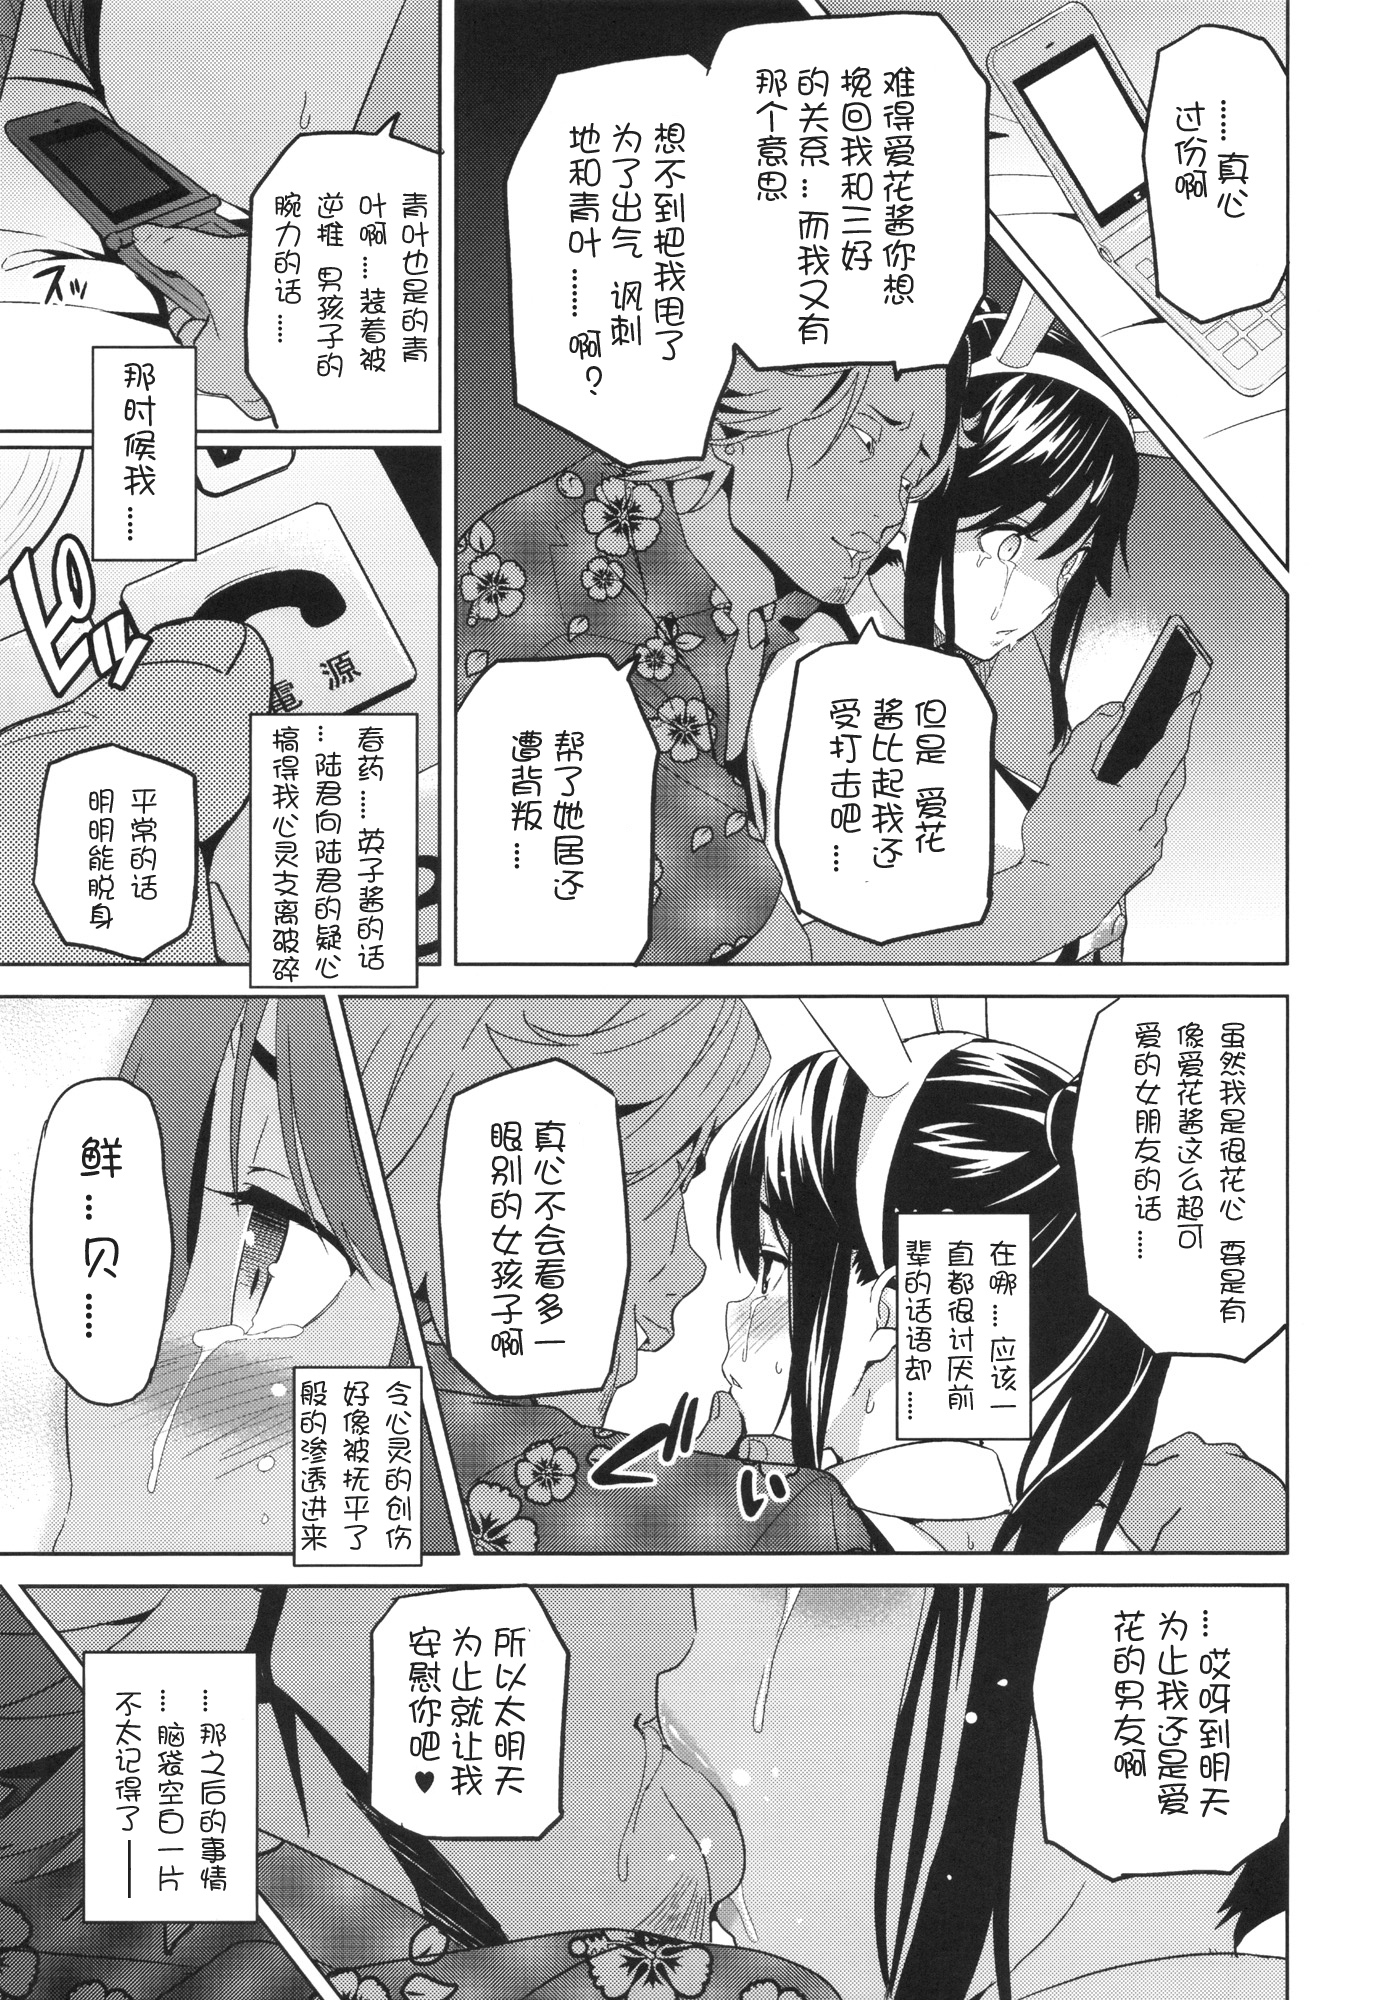 ……真心
过份啊
难得爱花酱你想
挽回我和三好
的关系…而我又有
那个意思
想不到把我甩了
为了出气 讽刺
地和青叶……啊？
但是 爱花
酱比起我还
受打击吧…
帮了她居还
遭背叛…
青叶也是的青
叶啊…装着被
逆推 男孩子的
腕力的话…
ズッ
那时候我
……
ピッ
電源
春药……英子酱的话
…陆君向陆君的疑心
搞得我心灵支离破碎
平常的话
明明能脱身
虽然我是很花心 要是有
像爱花酱这么超可
爱的女朋友的话……
在哪…应该一
直都很讨厌前
辈的话语却……
真心不会看多一
眼别的女孩子啊
ぐい
令心灵的创伤
好像被抚平了
般的渗透进来
鲜…贝……
…哎呀到明天
为止我还是爱
花的男友啊
所以太明天
为止就让我
安慰你吧♥
…那之后的事情
…脑袋空白一片
不太记得了——